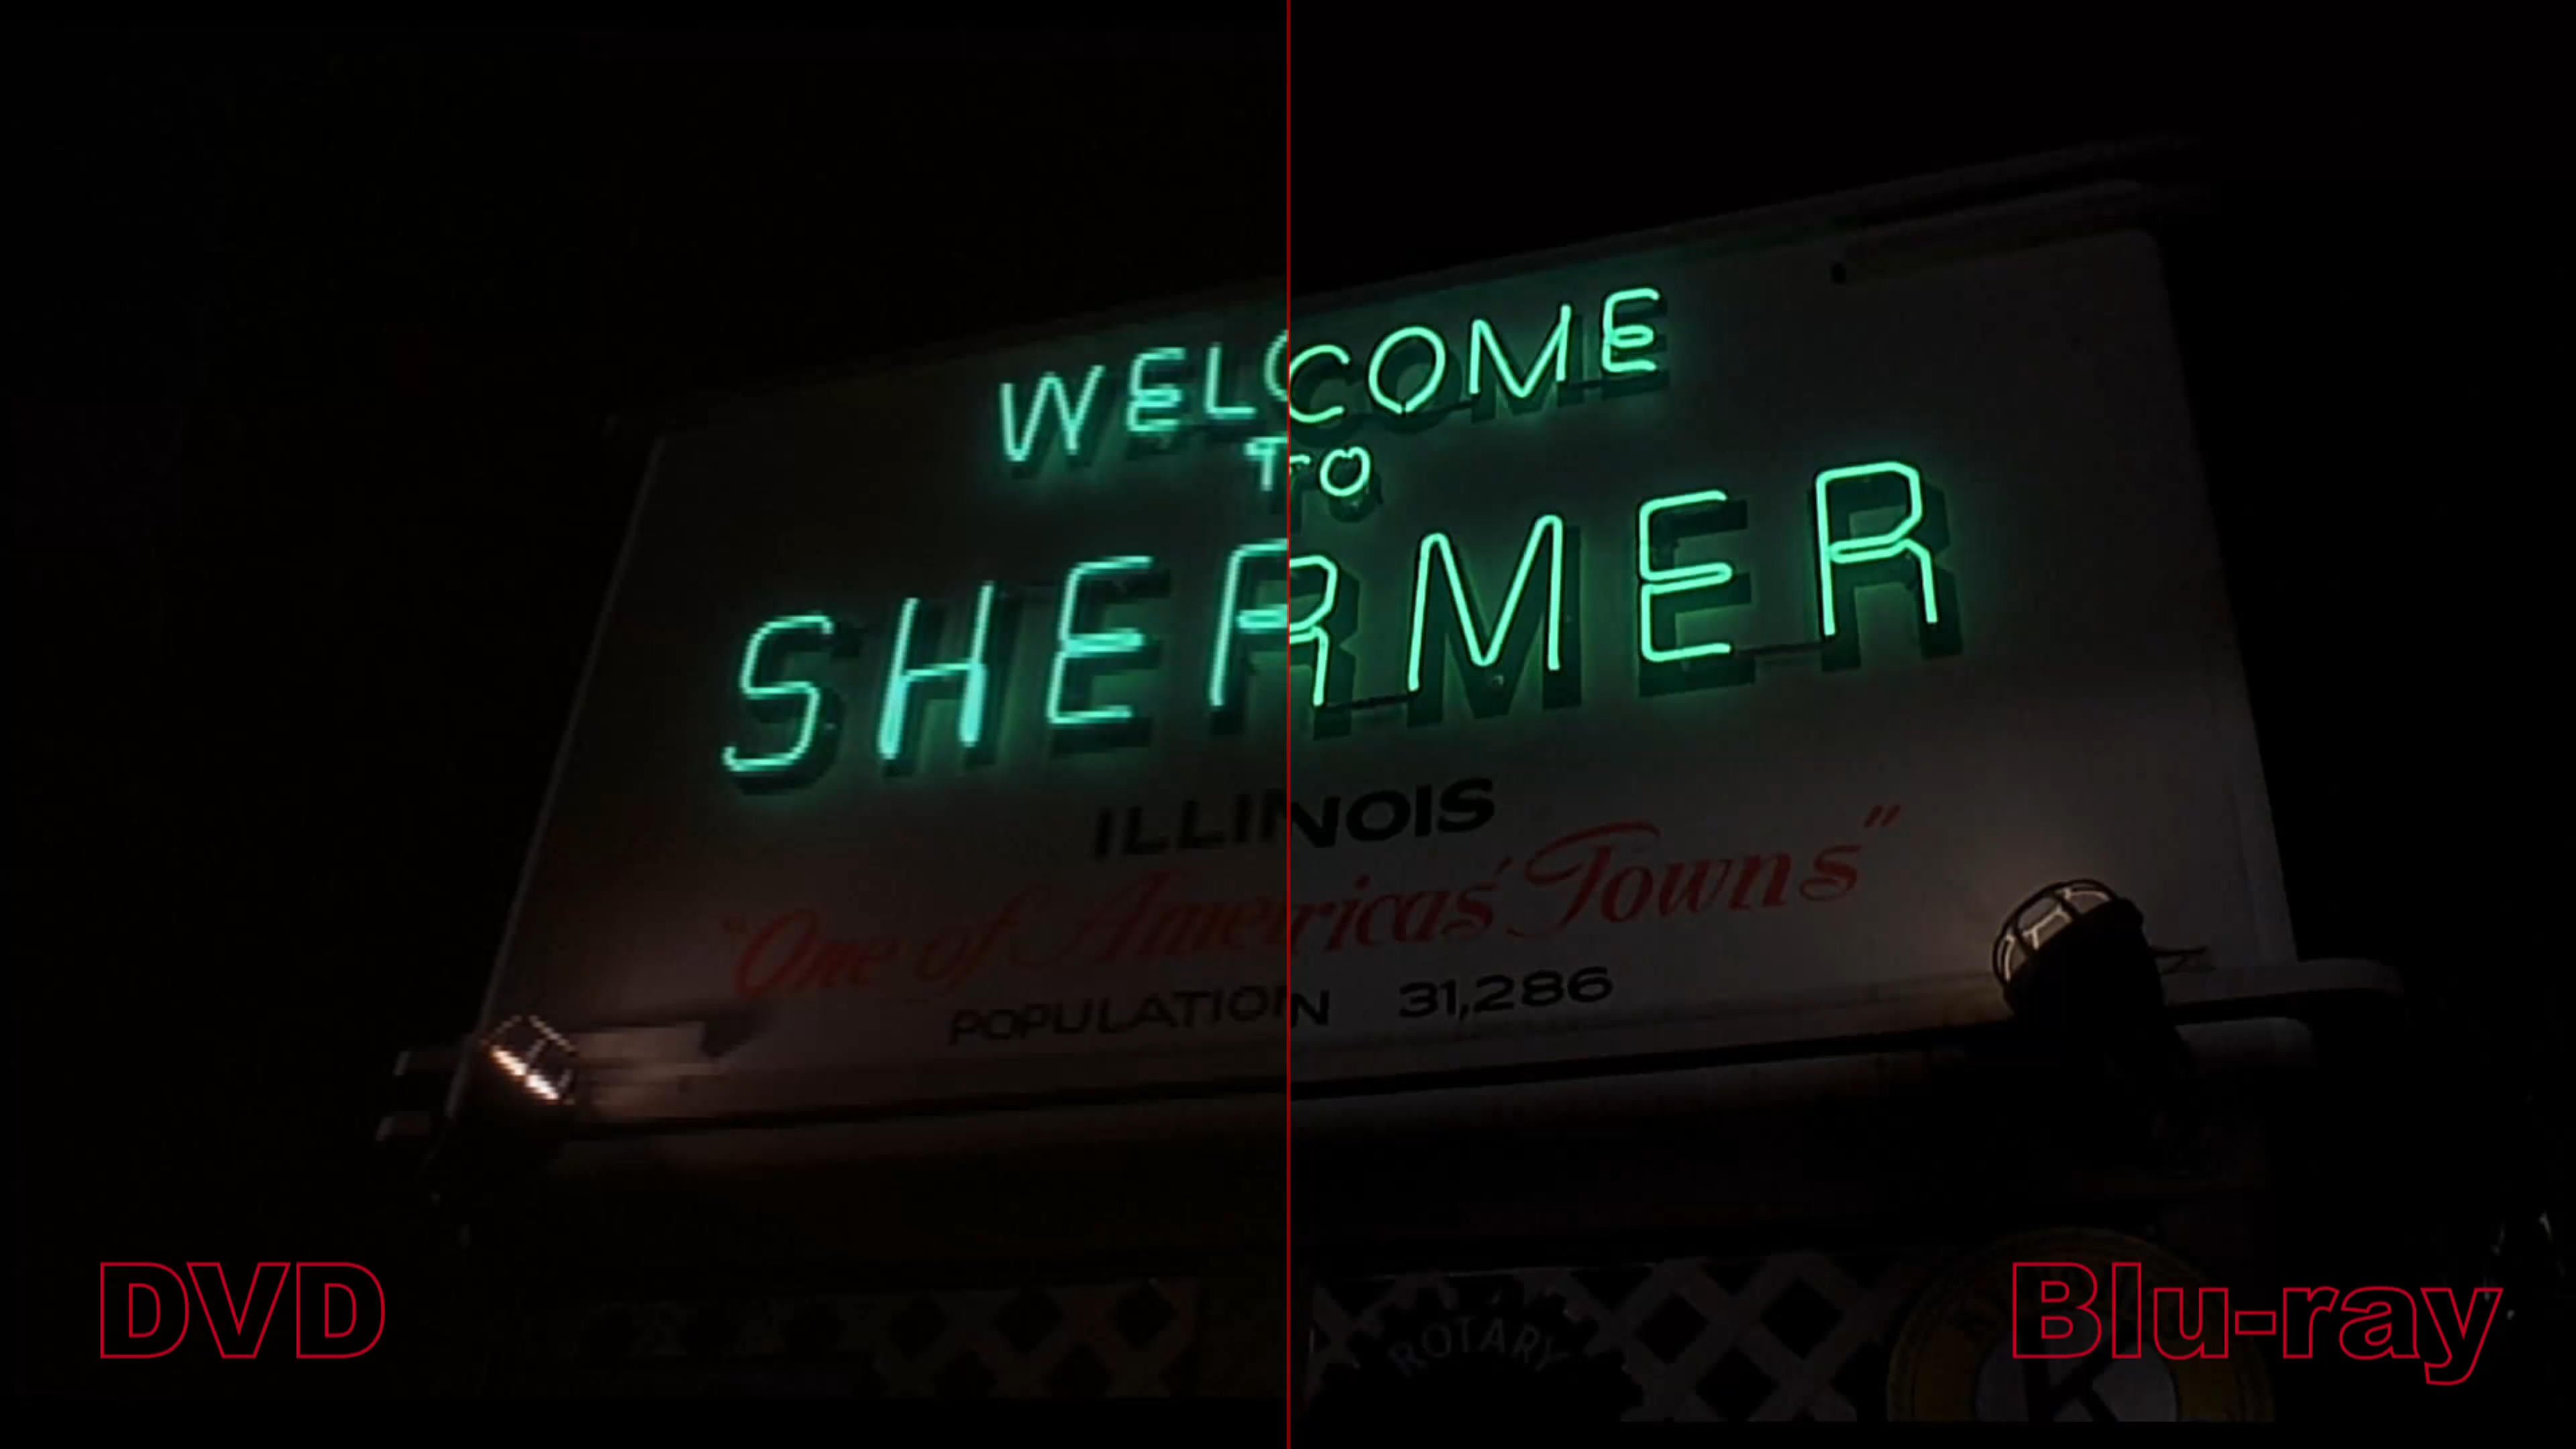 WELCOME
TO
SHERMER
ILLINOIS
"One of Americas' Towns"
POPULATION 31,286
ROTARY
K
DVD
Blu-ray